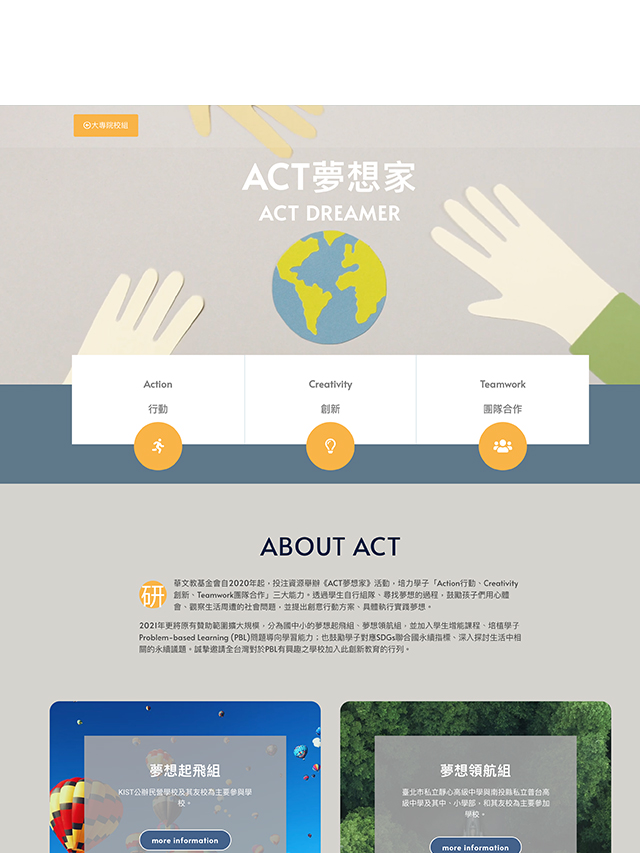 大專院校組
ACT夢想家
ACT DREAMER
Action
行動
Creativity
創新
Teamwork
團隊合作
ABOUT ACT
研華文教基金會自2020年起，投注資源舉辦《ACT夢想家》活動，培力學子「Action行動、Creativity
創新、Teamwork團隊合作」三大能力。透過學生自行組隊、尋找夢想的過程，鼓勵孩子們用心體
會、觀察生活周遭的社會問題，並提出創意行動方案、具體執行實踐夢想。
2021年更將原有贊助範圍擴大規模，分為國中小的夢想起飛組、夢想領航組，並加入學生增能課程、培植學子
Problem-based Learning (PBL)問題導向學習能力；也鼓勵學子對應SDGs聯合國永續指標、深入探討生活中相
關的永續議題。誠摯邀請全台灣對於PBL有興趣之學校加入此創新教育的行列。
夢想起飛組
KIST公辦民營學校及其友校為主要參與學
校。
more information
夢想領航組
臺北市私立靜心高級中學與南投縣私立普台高
級中學及其中、小學部，和其友校為主要參加
學校。
more information